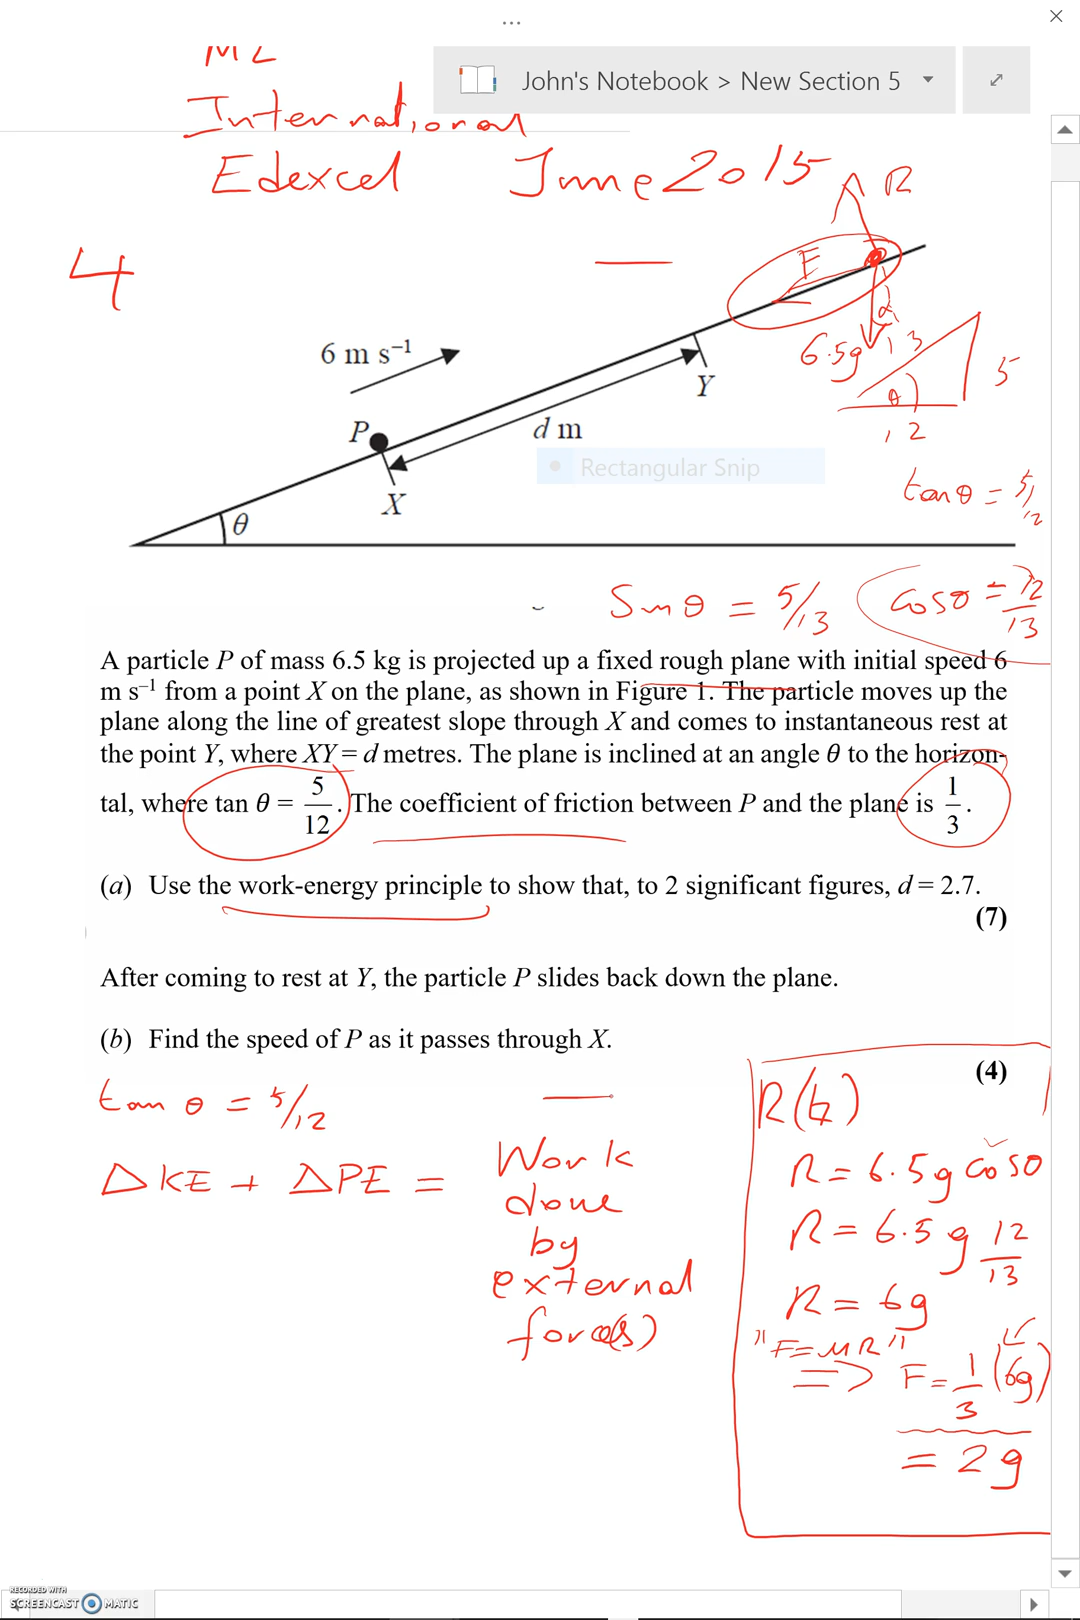 M2
John's Notebook > New Section 5
International
Edexcel June 2015
R
4
F
α
6.5g
13
5
θ
12
6 m s⁻¹
Y
P
d m
Rectangular Snip
X
θ
tan θ = 5/12
Sin θ = 5/13 Cos θ = 12/13
A particle P of mass 6.5 kg is projected up a fixed rough plane with initial speed 6
m s⁻¹ from a point X on the plane, as shown in Figure 1. The particle moves up the
plane along the line of greatest slope through X and comes to instantaneous rest at
the point Y, where XY = d metres. The plane is inclined at an angle θ to the horizon-
tal, where tan θ = 5/12. The coefficient of friction between P and the plane is 1/3.
(a) Use the work-energy principle to show that, to 2 significant figures, d = 2.7.
(7)
After coming to rest at Y, the particle P slides back down the plane.
(b) Find the speed of P as it passes through X.
(4)
tan θ = 5/12
ΔKE + ΔPE = Work
done
by
external
force(s)
R = 6.5g cos θ
R = 6.5g 12/13
R = 6g
"F = μR"
⇒ F = 1/3 (6g)
= 2g
RECORDED WITH
SCREENCAST MATIC